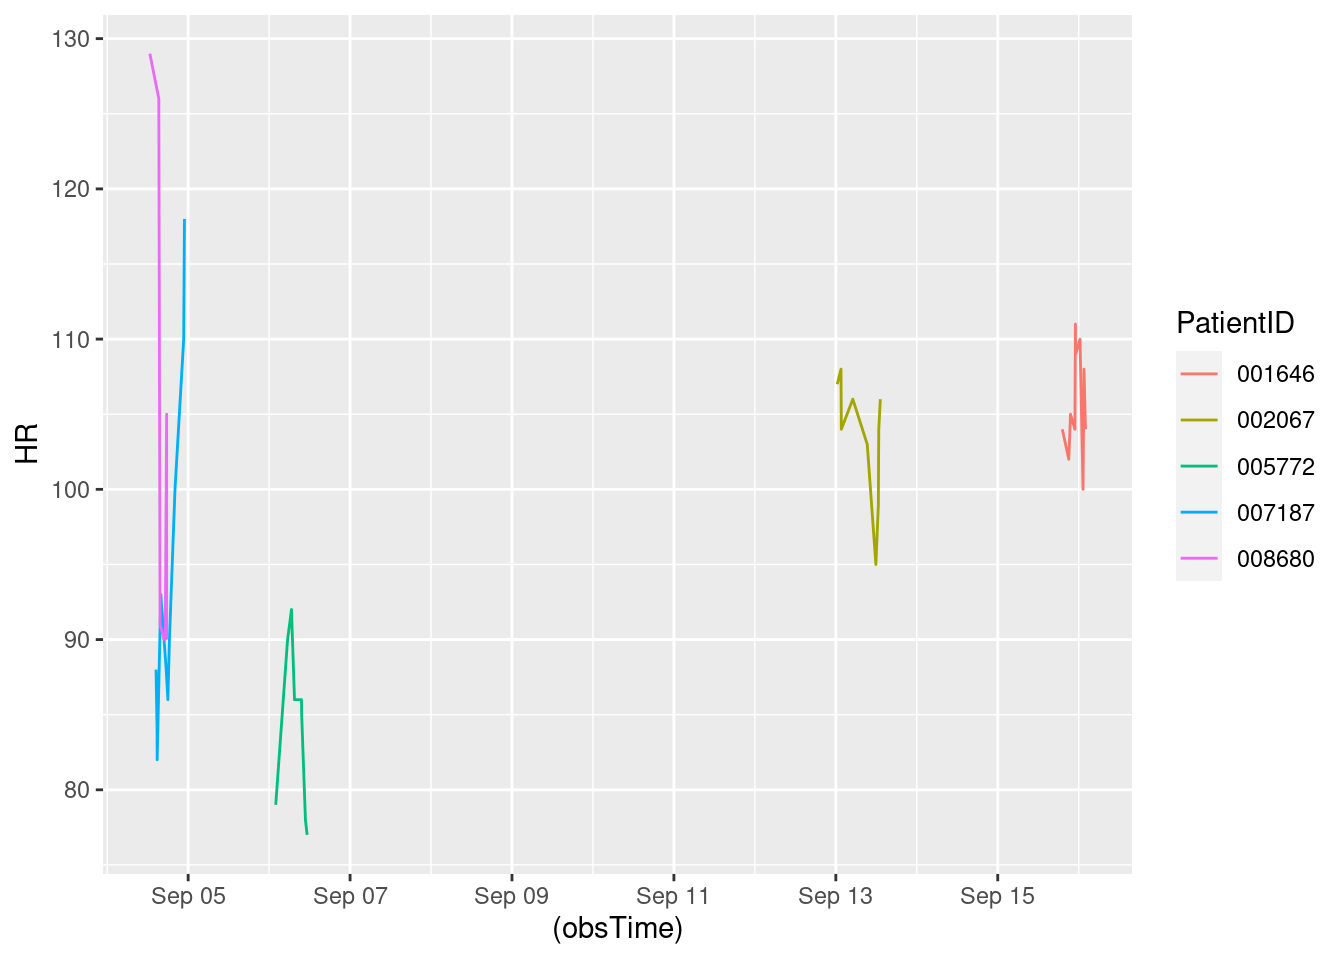 130
120
110
100
90
80
HR
Sep 05
Sep 07
Sep 09
Sep 11
Sep 13
Sep 15
(obsTime)
PatientID
001646
002067
005772
007187
008680